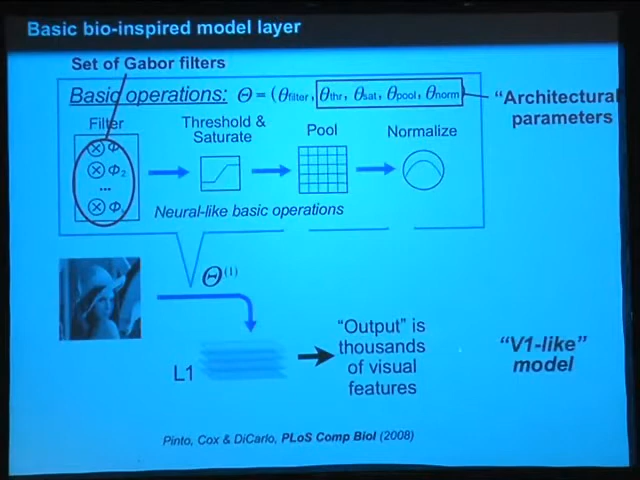 Basic bio-inspired model layer
Set of Gabor filters
Basic operations: Θ = (θfilter, θthr, θsat, θpool, θnorm)
"Architectural
parameters
Filter
Threshold &
Saturate
Pool
Normalize
Φ
Φ2
...
Φ
Neural-like basic operations
Θ(1)
L1
"Output" is
thousands
of visual
features
"V1-like"
model
Pinto, Cox & DiCarlo, PLoS Comp Biol (2008)